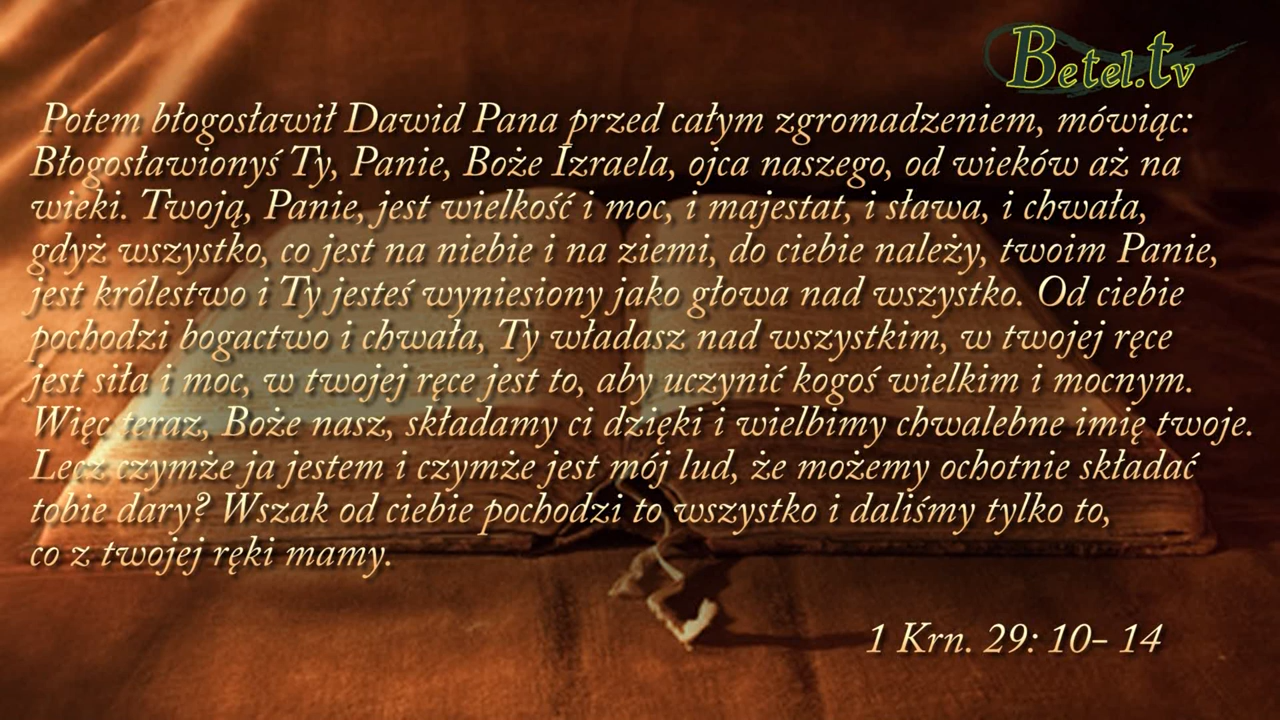 Betel.tv
Potem błogosławił Dawid Pana przed całym zgromadzeniem, mówiąc:
Błogosławionyś Ty, Panie, Boże Izraela, ojca naszego, od wieków aż na
wieki. Twoją, Panie, jest wielkość i moc, i majestat, i sława, i chwała,
gdyż wszystko, co jest na niebie i na ziemi, do ciebie należy, twoim Panie,
jest królestwo i Ty jesteś wyniesiony jako głowa nad wszystko. Od ciebie
pochodzi bogactwo i chwała, Ty władasz nad wszystkim, w twojej ręce
jest siła i moc, w twojej ręce jest to, aby uczynić kogoś wielkim i mocnym.
Więc teraz, Boże nasz, składamy ci dzięki i wielbimy chwalebne imię twoje.
Lecz czymże ja jestem i czymże jest mój lud, że możemy ochotnie składać
tobie dary? Wszak od ciebie pochodzi to wszystko i daliśmy tylko to,
co z twojej ręki mamy.
1 Krn. 29: 10- 14